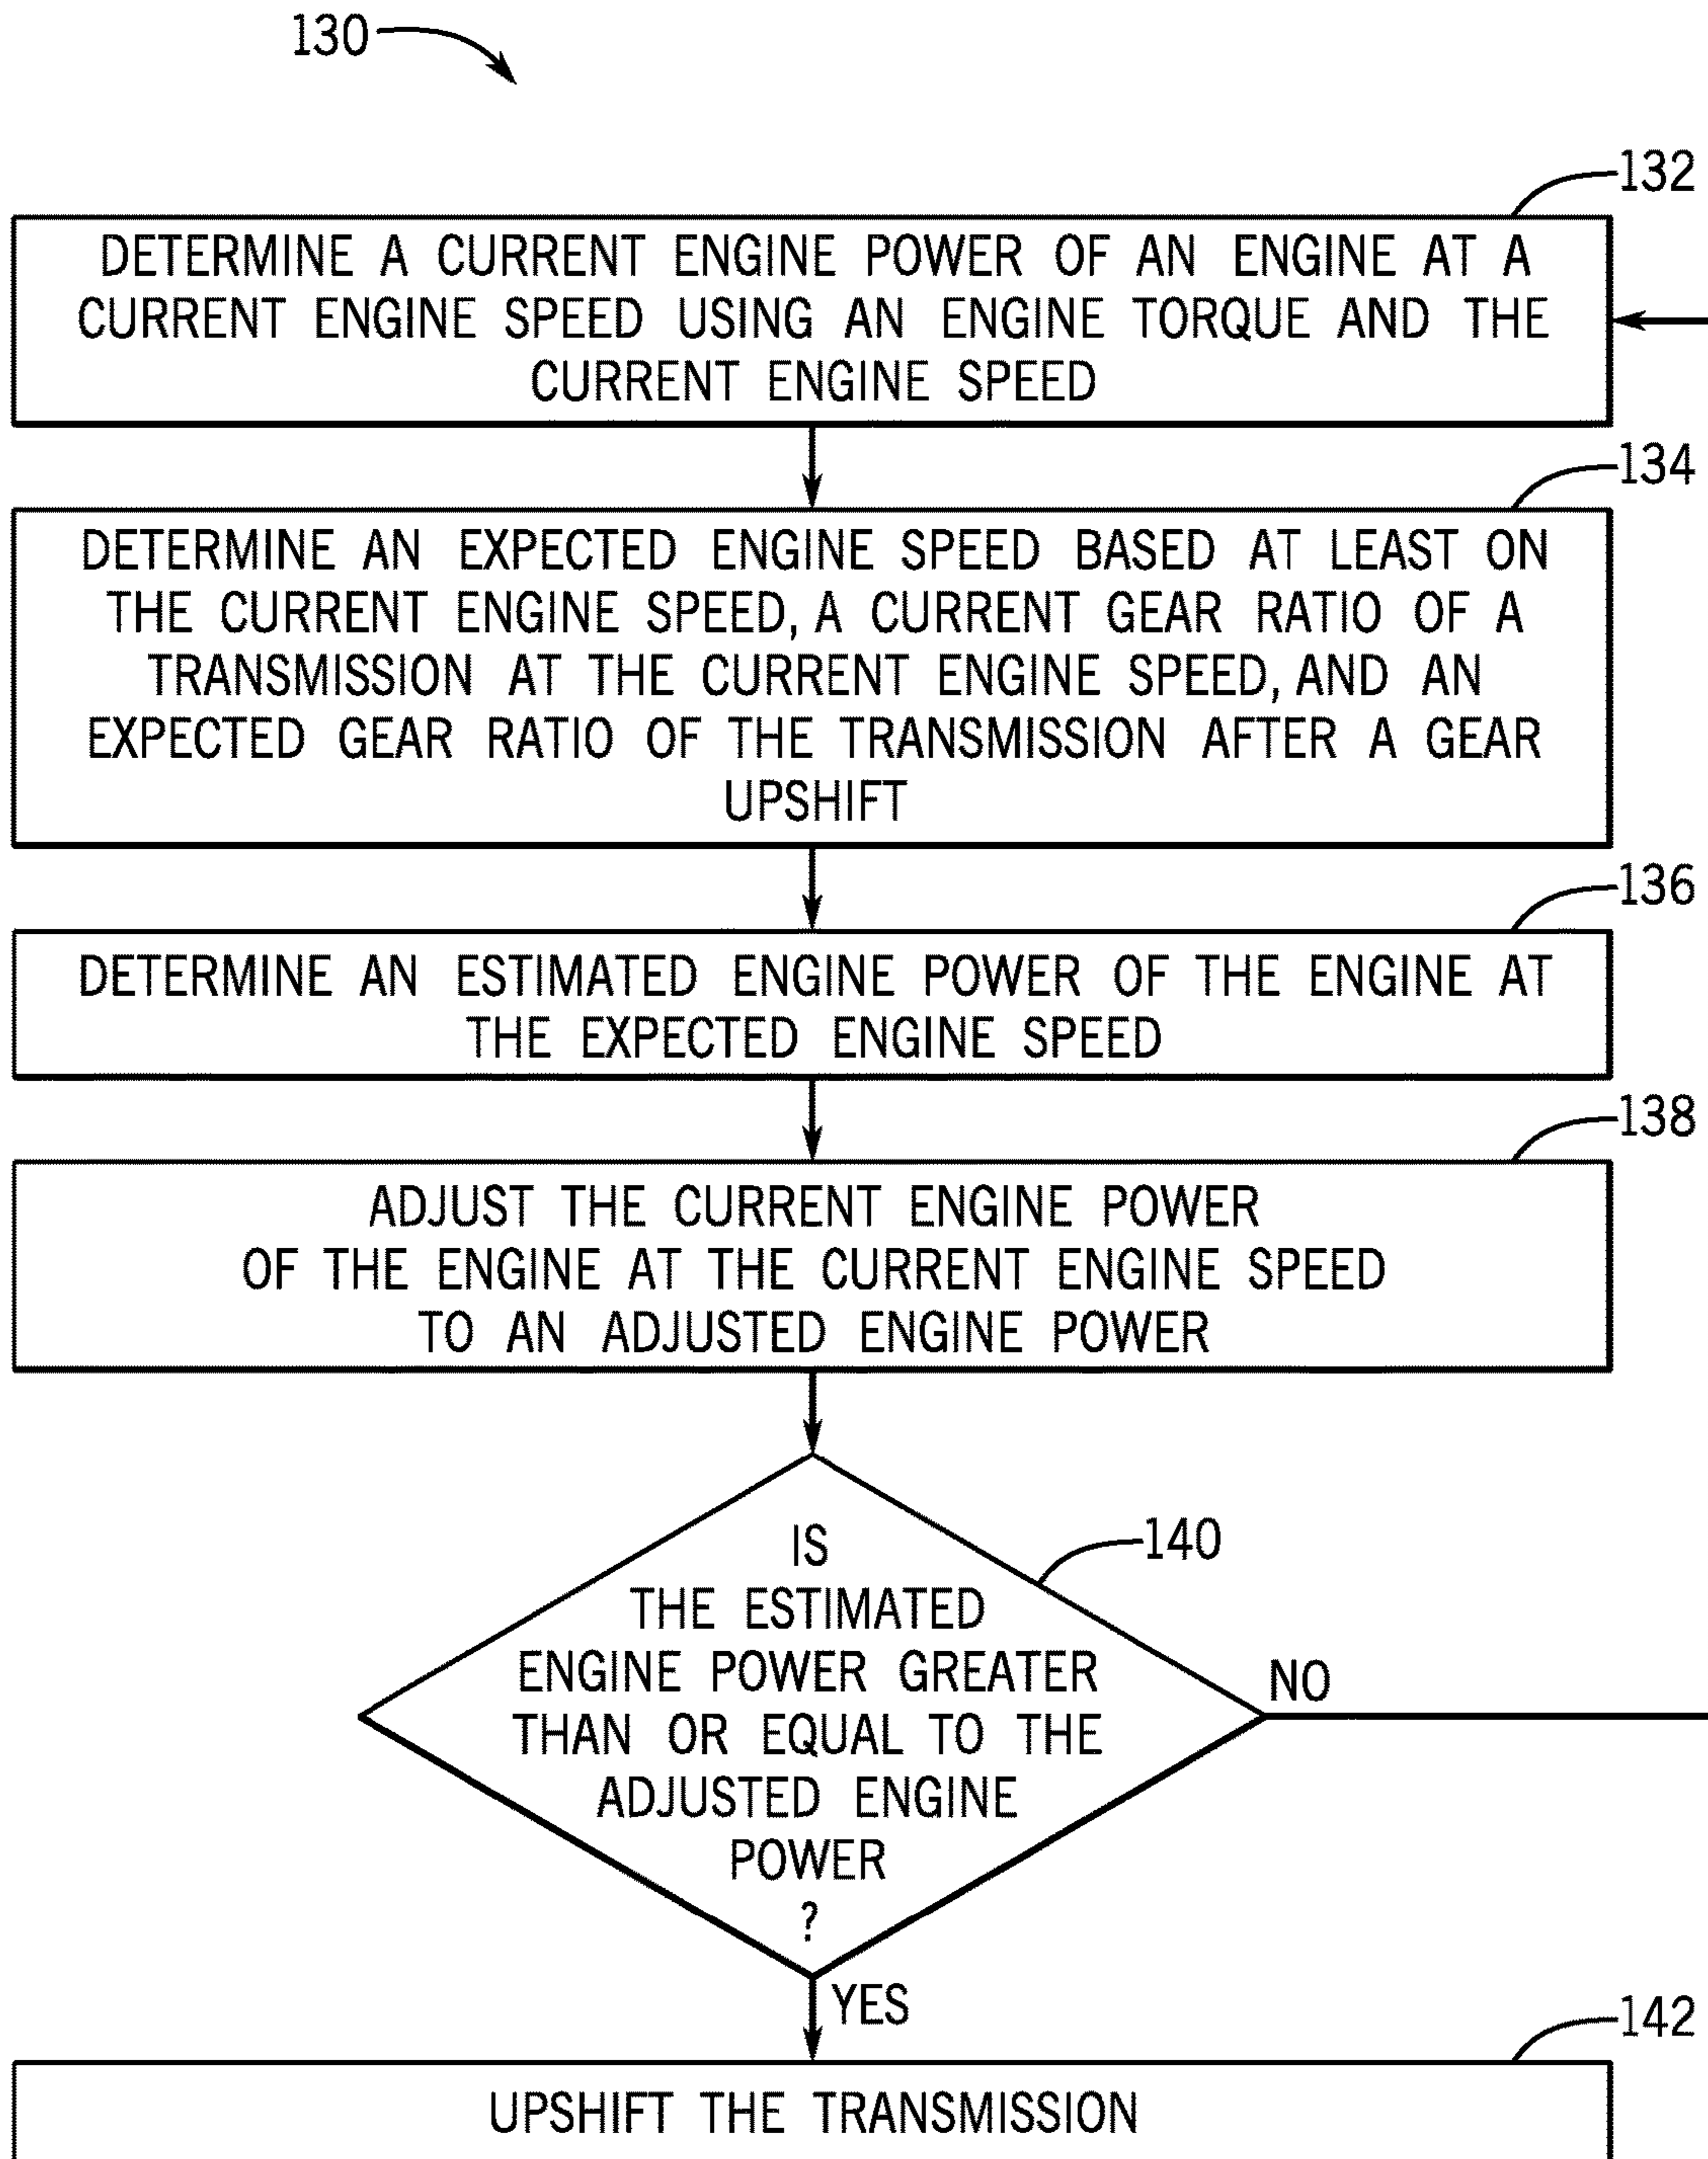 130
132
DETERMINE A CURRENT ENGINE POWER OF AN ENGINE AT A
CURRENT ENGINE SPEED USING AN ENGINE TORQUE AND THE
CURRENT ENGINE SPEED
134
DETERMINE AN EXPECTED ENGINE SPEED BASED AT LEAST ON
THE CURRENT ENGINE SPEED, A CURRENT GEAR RATIO OF A
TRANSMISSION AT THE CURRENT ENGINE SPEED, AND AN
EXPECTED GEAR RATIO OF THE TRANSMISSION AFTER A GEAR
UPSHIFT
136
DETERMINE AN ESTIMATED ENGINE POWER OF THE ENGINE AT
THE EXPECTED ENGINE SPEED
138
ADJUST THE CURRENT ENGINE POWER
OF THE ENGINE AT THE CURRENT ENGINE SPEED
TO AN ADJUSTED ENGINE POWER
140
IS
THE ESTIMATED
ENGINE POWER GREATER
THAN OR EQUAL TO THE
ADJUSTED ENGINE
POWER
?
NO
YES
142
UPSHIFT THE TRANSMISSION